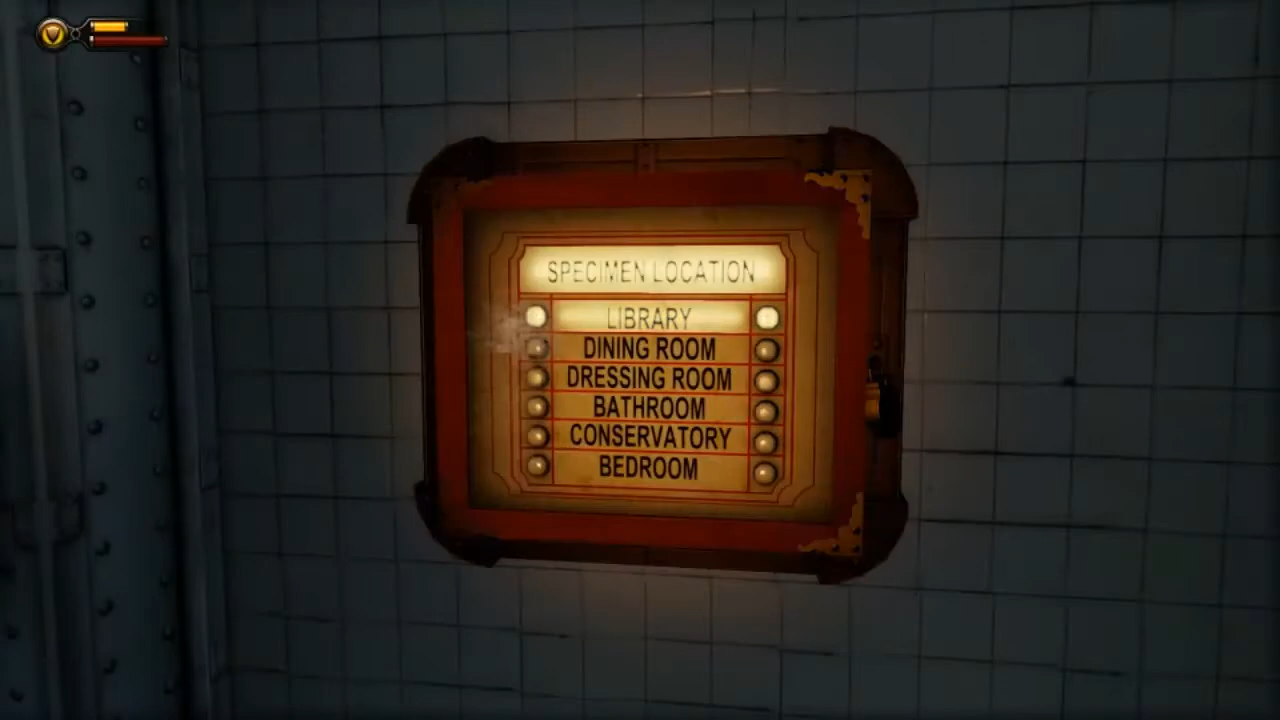 SPECIMEN LOCATION
LIBRARY
DINING ROOM
DRESSING ROOM
BATHROOM
CONSERVATORY
BEDROOM